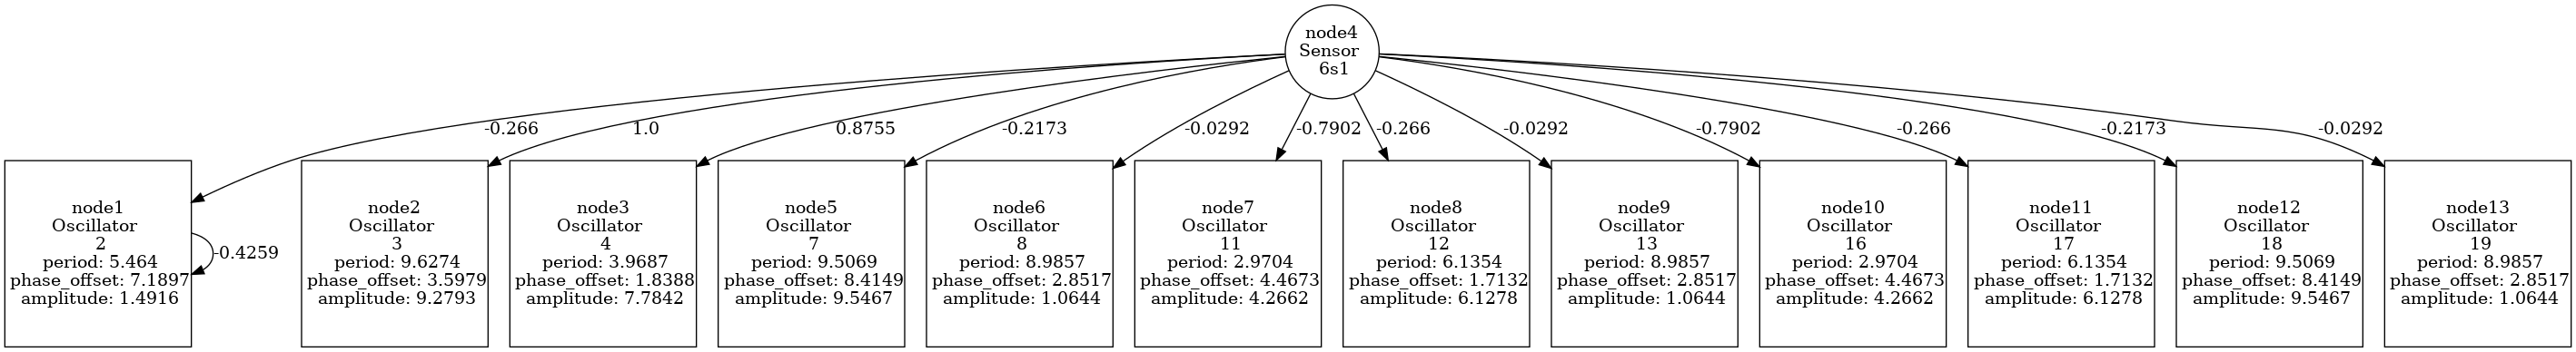 node4
Sensor
6s1
-0.266
1.0
0.8755
-0.2173
-0.0292
-0.7902
-0.266
-0.0292
-0.7902
-0.266
-0.2173
-0.0292
node1
Oscillator
2
period: 5.464
phase_offset: 7.1897
amplitude: 1.4916
-0.4259
node2
Oscillator
3
period: 9.6274
phase_offset: 3.5979
amplitude: 9.2793
node3
Oscillator
4
period: 3.9687
phase_offset: 1.8388
amplitude: 7.7842
node5
Oscillator
7
period: 9.5069
phase_offset: 8.4149
amplitude: 9.5467
node6
Oscillator
8
period: 8.9857
phase_offset: 2.8517
amplitude: 1.0644
node7
Oscillator
11
period: 2.9704
phase_offset: 4.4673
amplitude: 4.2662
node8
Oscillator
12
period: 6.1354
phase_offset: 1.7132
amplitude: 6.1278
node9
Oscillator
13
period: 8.9857
phase_offset: 2.8517
amplitude: 1.0644
node10
Oscillator
16
period: 2.9704
phase_offset: 4.4673
amplitude: 4.2662
node11
Oscillator
17
period: 6.1354
phase_offset: 1.7132
amplitude: 6.1278
node12
Oscillator
18
period: 9.5069
phase_offset: 8.4149
amplitude: 9.5467
node13
Oscillator
19
period: 8.9857
phase_offset: 2.8517
amplitude: 1.0644